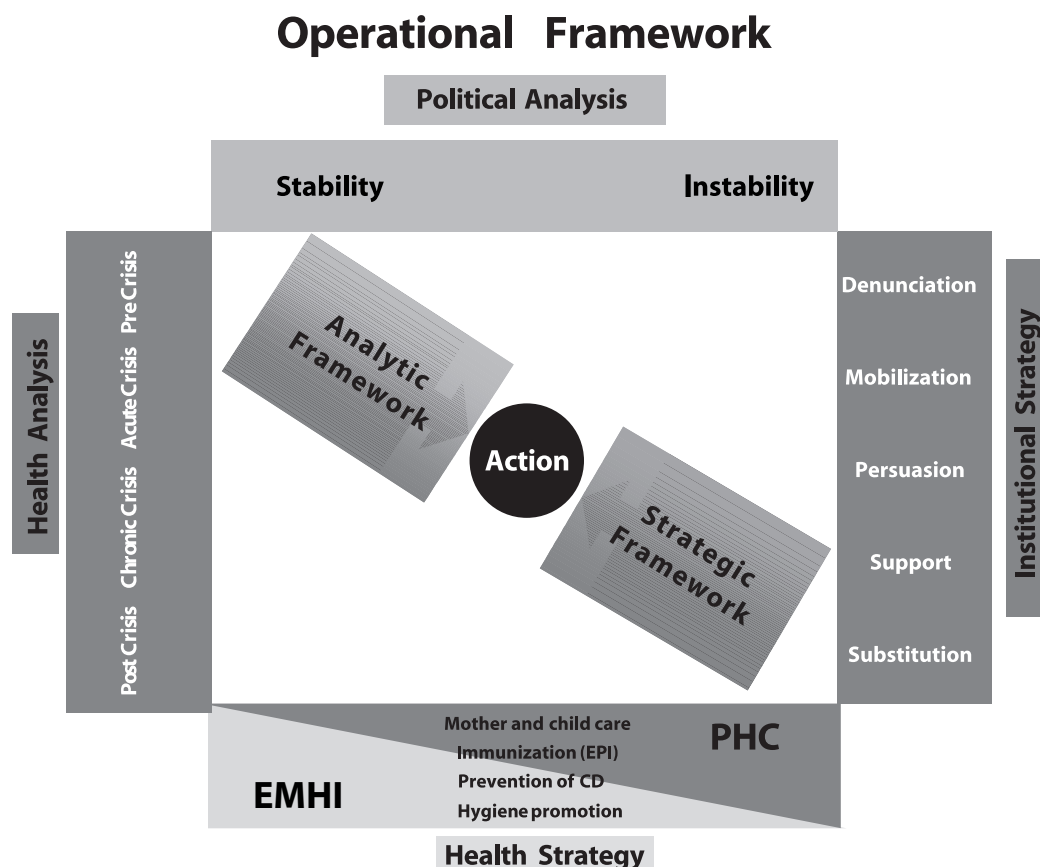 Operational Framework
Political Analysis
Stability
Instability
Health Analysis
Pre Crisis
Acute Crisis
Chronic Crisis
Post Crisis
Analytic
Framework
Action
Strategic
Framework
Denunciation
Mobilization
Persuasion
Support
Substitution
Institutional Strategy
Mother and child care
Immunization (EPI)
Prevention of CD
Hygiene promotion
PHC
EMHI
Health Strategy